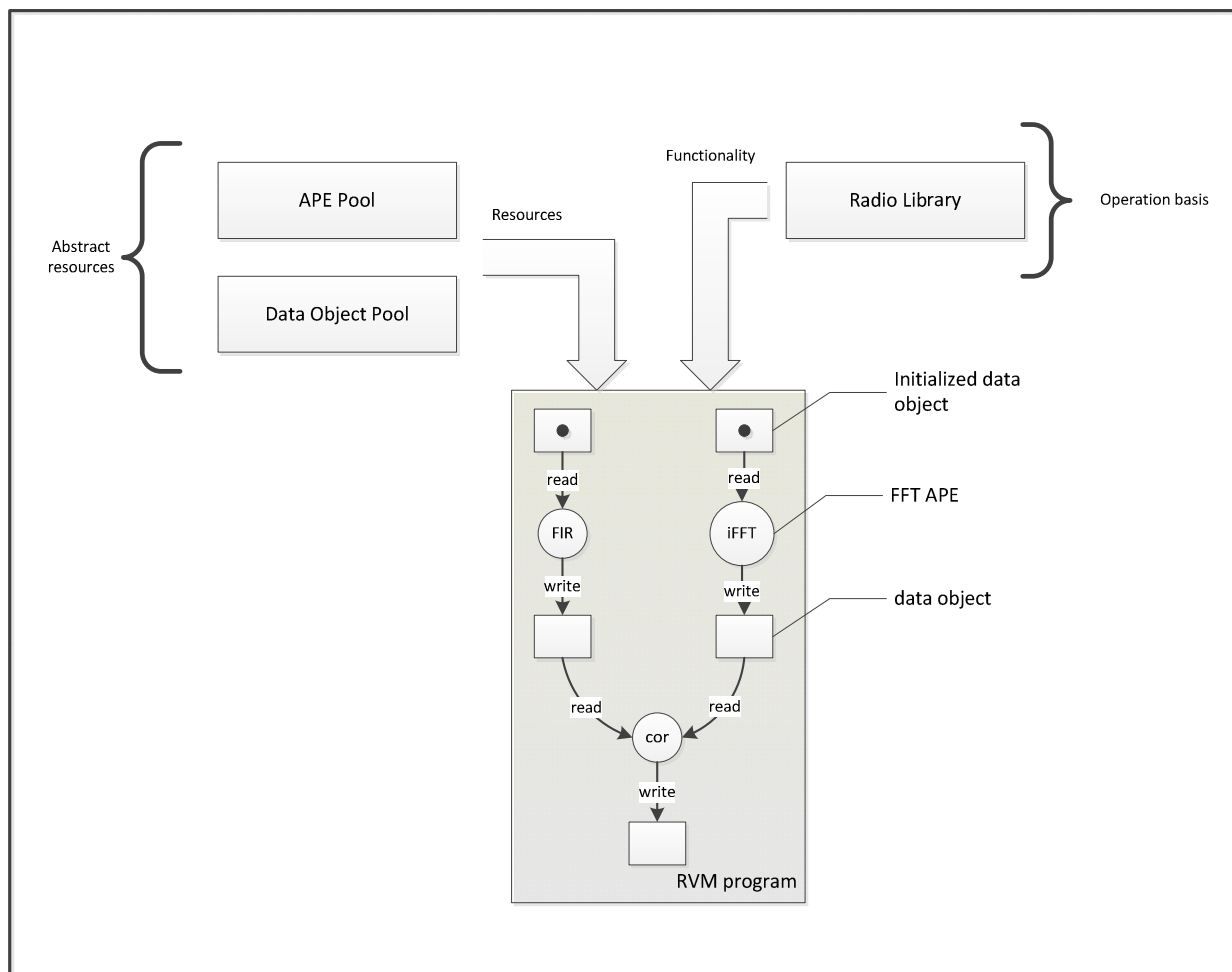 Functionality
APE Pool
Radio Library
Operation basis
Resources
Abstract
resources
Data Object Pool
Initialized data
object
read
read
FFT APE
FIR
iFFT
write
write
data object
read
read
cor
write
RVM program